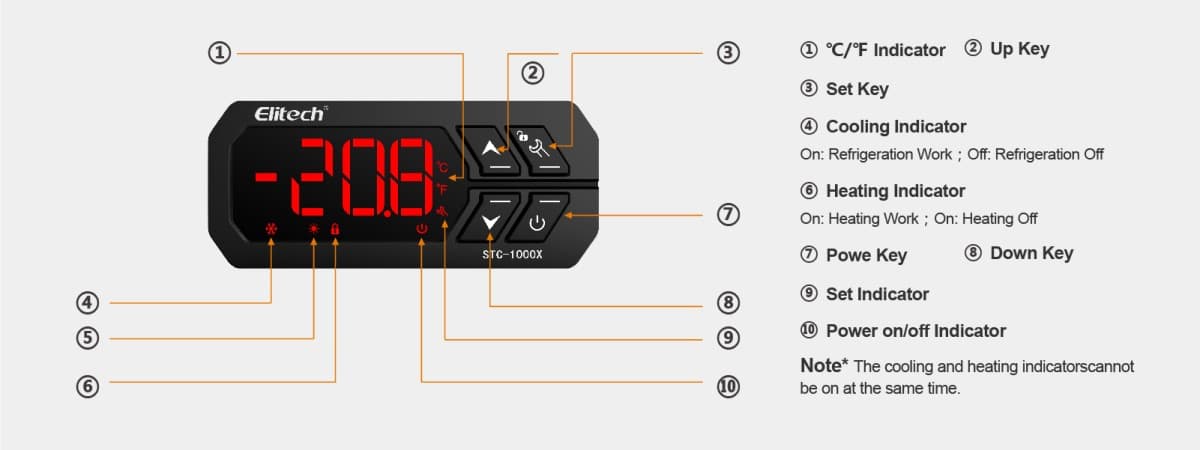 ① ② ③
Elitech
-20.8
℃
℉
STC-1000X
④ ⑤ ⑥
⑦ ⑧ ⑨ ⑩
① ℃/℉ Indicator ② Up Key
③ Set Key
④ Cooling Indicator
On: Refrigeration Work ; Off: Refrigeration Off
⑥ Heating Indicator
On: Heating Work ; On: Heating Off
⑦ Powe Key ⑧ Down Key
⑨ Set Indicator
⑩ Power on/off Indicator
Note* The cooling and heating indicatorscannot
be on at the same time.